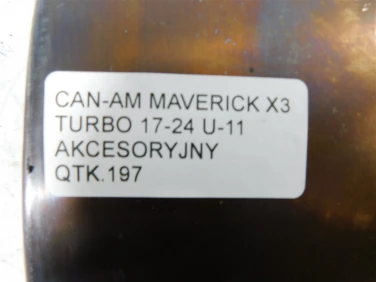 CAN-AM MAVERICK X3
TURBO 17-24 U-11
AKCESORYJNY
QTK.197